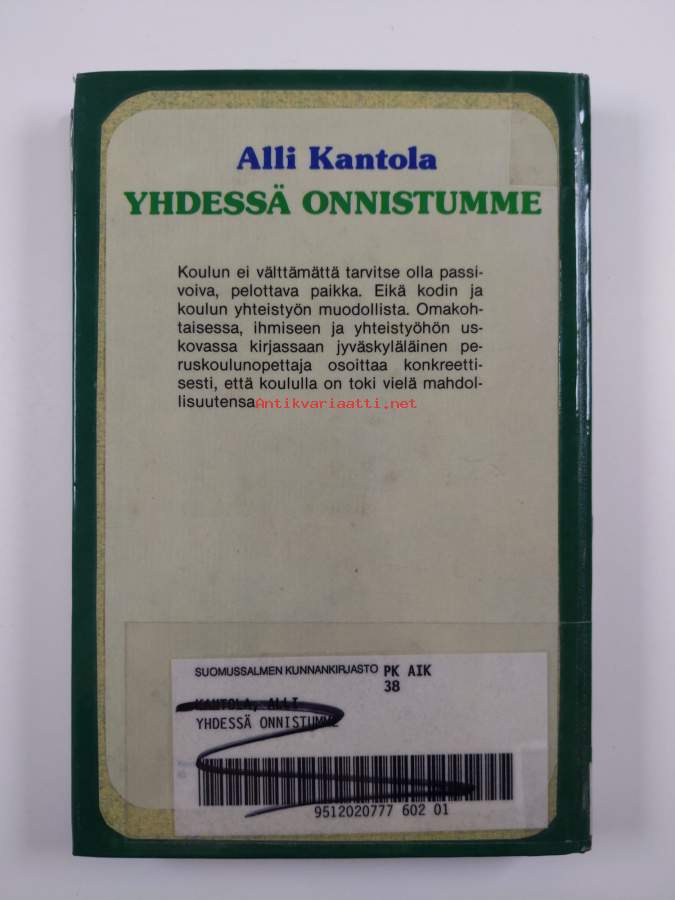 Alli Kantola
YHDESSÄ ONNISTUMME
Koulun ei välttämättä tarvitse olla passi-
voiva, pelottava paikka. Eikä kodin ja
koulun yhteistyön muodollista. Omakoh-
taisessa, ihmiseen ja yhteistyöhön us-
kovassa kirjassaan jyväskyläläinen pe-
ruskoulunopettaja osoittaa konkreetti-
sesti, että koululla on toki vielä mahdol-
lisuutensa.
Antikvariaatti.net
SUOMUSSALMEN KUNNANKIRJASTO PK AIK
38
KANTOLA, ALLI
YHDESSÄ ONNISTUMME
9512020777 602 01